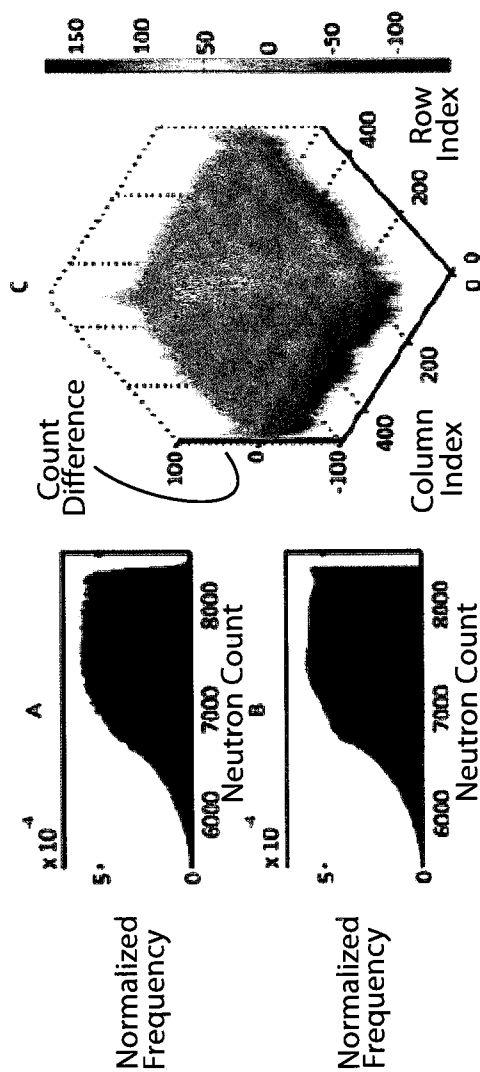 A
x 10⁻⁴
5
0
6000
7000
8000
Neutron Count
Normalized
Frequency
B
x 10⁻⁴
5
0
6000
7000
8000
Neutron Count
Normalized
Frequency
C
Count
Difference
100
0
-100
400
200
0
Column
Index
0
200
400
Row
Index
150
100
50
0
-50
-100